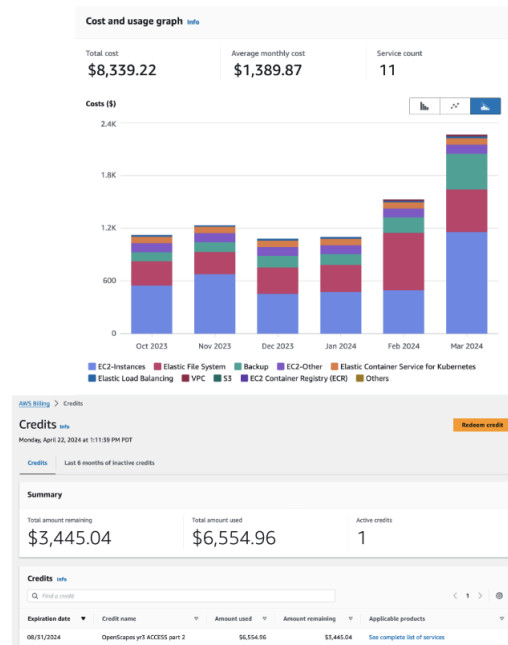 Cost and usage graph Info
Total cost Average monthly cost Service count
$8,339.22 $1,389.87 11
Costs ($)
2.4K
1.8K
1.2K
600
0
Oct 2023 Nov 2023 Dec 2023 Jan 2024 Feb 2024 Mar 2024
EC2-Instances Elastic File System Backup EC2-Other Elastic Container Service for Kubernetes
Elastic Load Balancing VPC S3 EC2 Container Registry (ECR) Others
AWS Billing > Credits
Credits Info
Redeem credit
Monday, April 22, 2024 at 1:11:59 PM PDT
Credits Last 6 months of inactive credits
Summary
Total amount remaining Total amount used Active credits
$3,445.04 $6,554.96 1
Credits Info
Find a credit
< 1 >
Expiration date Credit name Amount used Amount remaining Applicable products
08/31/2024 OpenScapes yr3 ACCESS part 2 $6,554.96 $3,445.04 See complete list of services